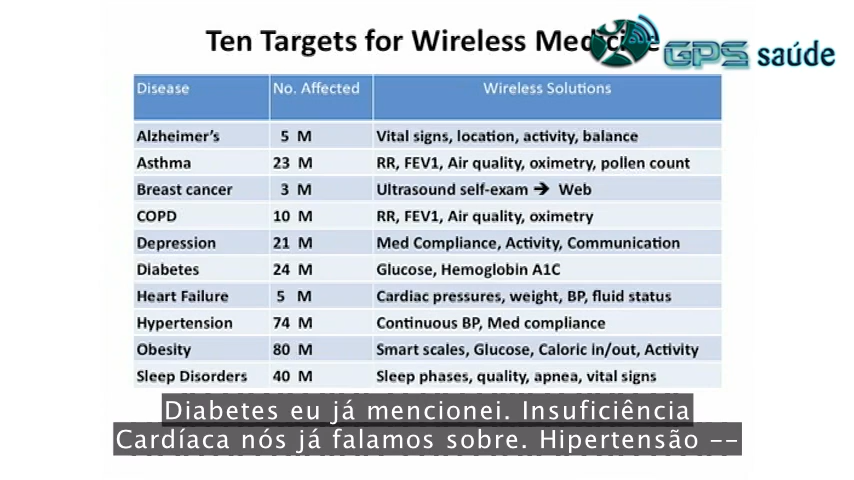 Ten Targets for Wireless Medicine
GPS saúde
Disease No. Affected Wireless Solutions
Alzheimer's 5 M Vital signs, location, activity, balance
Asthma 23 M RR, FEV1, Air quality, oximetry, pollen count
Breast cancer 3 M Ultrasound self-exam ➔ Web
COPD 10 M RR, FEV1, Air quality, oximetry
Depression 21 M Med Compliance, Activity, Communication
Diabetes 24 M Glucose, Hemoglobin A1C
Heart Failure 5 M Cardiac pressures, weight, BP, fluid status
Hypertension 74 M Continuous BP, Med compliance
Obesity 80 M Smart scales, Glucose, Caloric in/out, Activity
Sleep Disorders 40 M Sleep phases, quality, apnea, vital signs
Diabetes eu já mencionei. Insuficiência
Cardíaca nós já falamos sobre. Hipertensão --